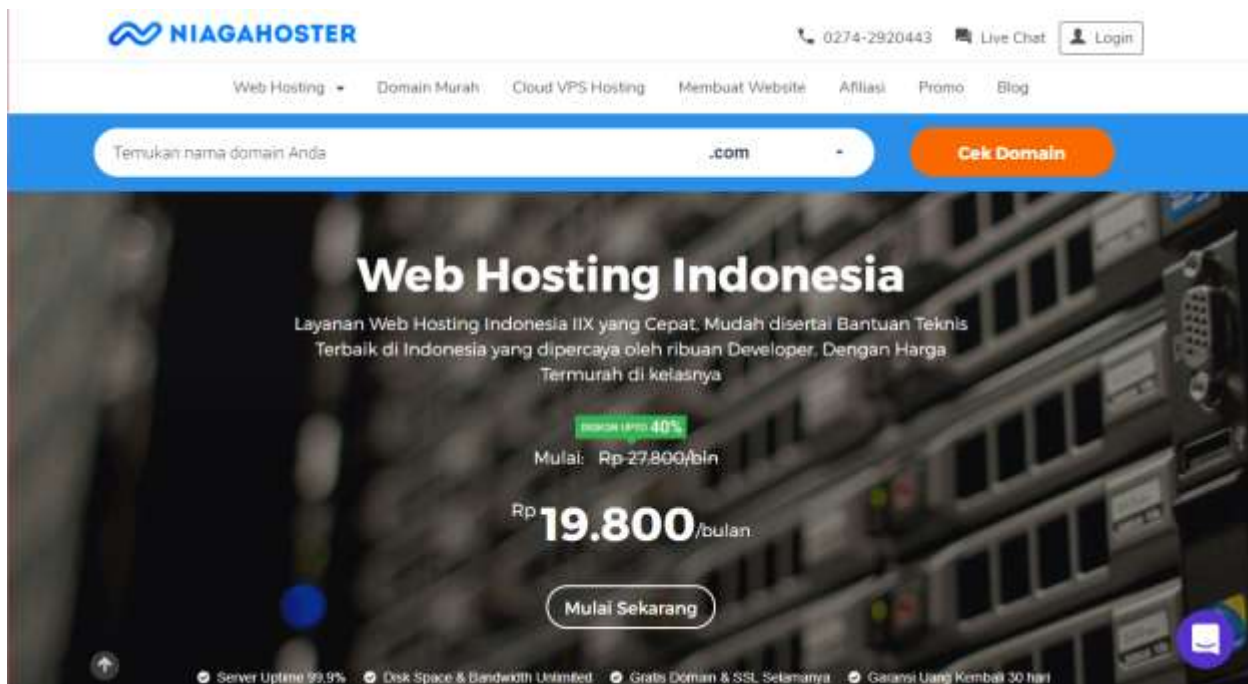 NIAGAHOSTER
0274-2920443 Live Chat Login
Web Hosting Domain Murah Cloud VPS Hosting Membuat Website Afiliasi Promo Blog
Temukan nama domain Anda .com Cek Domain
Web Hosting Indonesia
Layanan Web Hosting Indonesia IIX yang Cepat, Mudah disertai Bantuan Teknis
Terbaik di Indonesia yang dipercaya oleh ribuan Developer. Dengan Harga
Termurah di kelasnya
DISKON UPTO 40%
Mulai: Rp 27.800/bln
Rp 19.800/bulan
Mulai Sekarang
Server Uptime 99.9% Disk Space & Bandwidth Unlimited Gratis Domain & SSL Selamanya Garansi Uang Kembali 30 hari